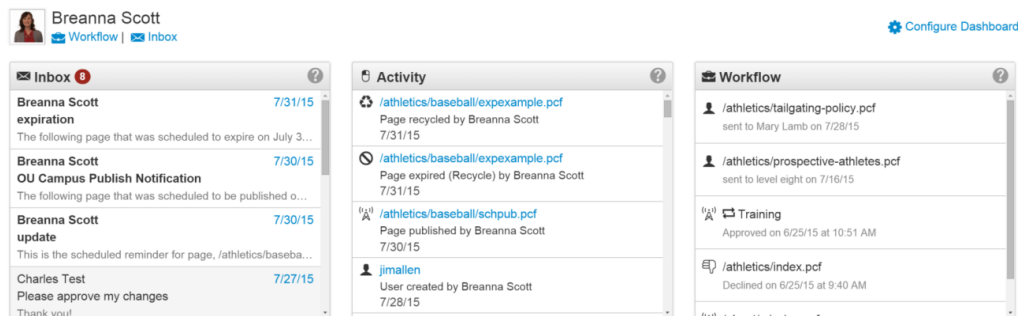 Breanna Scott
Workflow | Inbox
Configure Dashboard
Inbox 8
Breanna Scott 7/31/15
expiration
The following page that was scheduled to expire on July 3...
Breanna Scott 7/30/15
OU Campus Publish Notification
The following page that was scheduled to be published o...
Breanna Scott 7/30/15
update
This is the scheduled reminder for page, /athletics/baseba...
Charles Test 7/27/15
Please approve my changes
Thank you!
Activity
/athletics/baseball/expexample.pcf
Page recycled by Breanna Scott
7/31/15
/athletics/baseball/expexample.pcf
Page expired (Recycle) by Breanna Scott
7/31/15
/athletics/baseball/schpub.pcf
Page published by Breanna Scott
7/30/15
jimallen
User created by Breanna Scott
7/28/15
Workflow
/athletics/tailgating-policy.pcf
sent to Mary Lamb on 7/28/15
/athletics/prospective-athletes.pcf
sent to level eight on 7/16/15
Training
Approved on 6/25/15 at 10:51 AM
/athletics/index.pcf
Declined on 6/25/15 at 9:40 AM